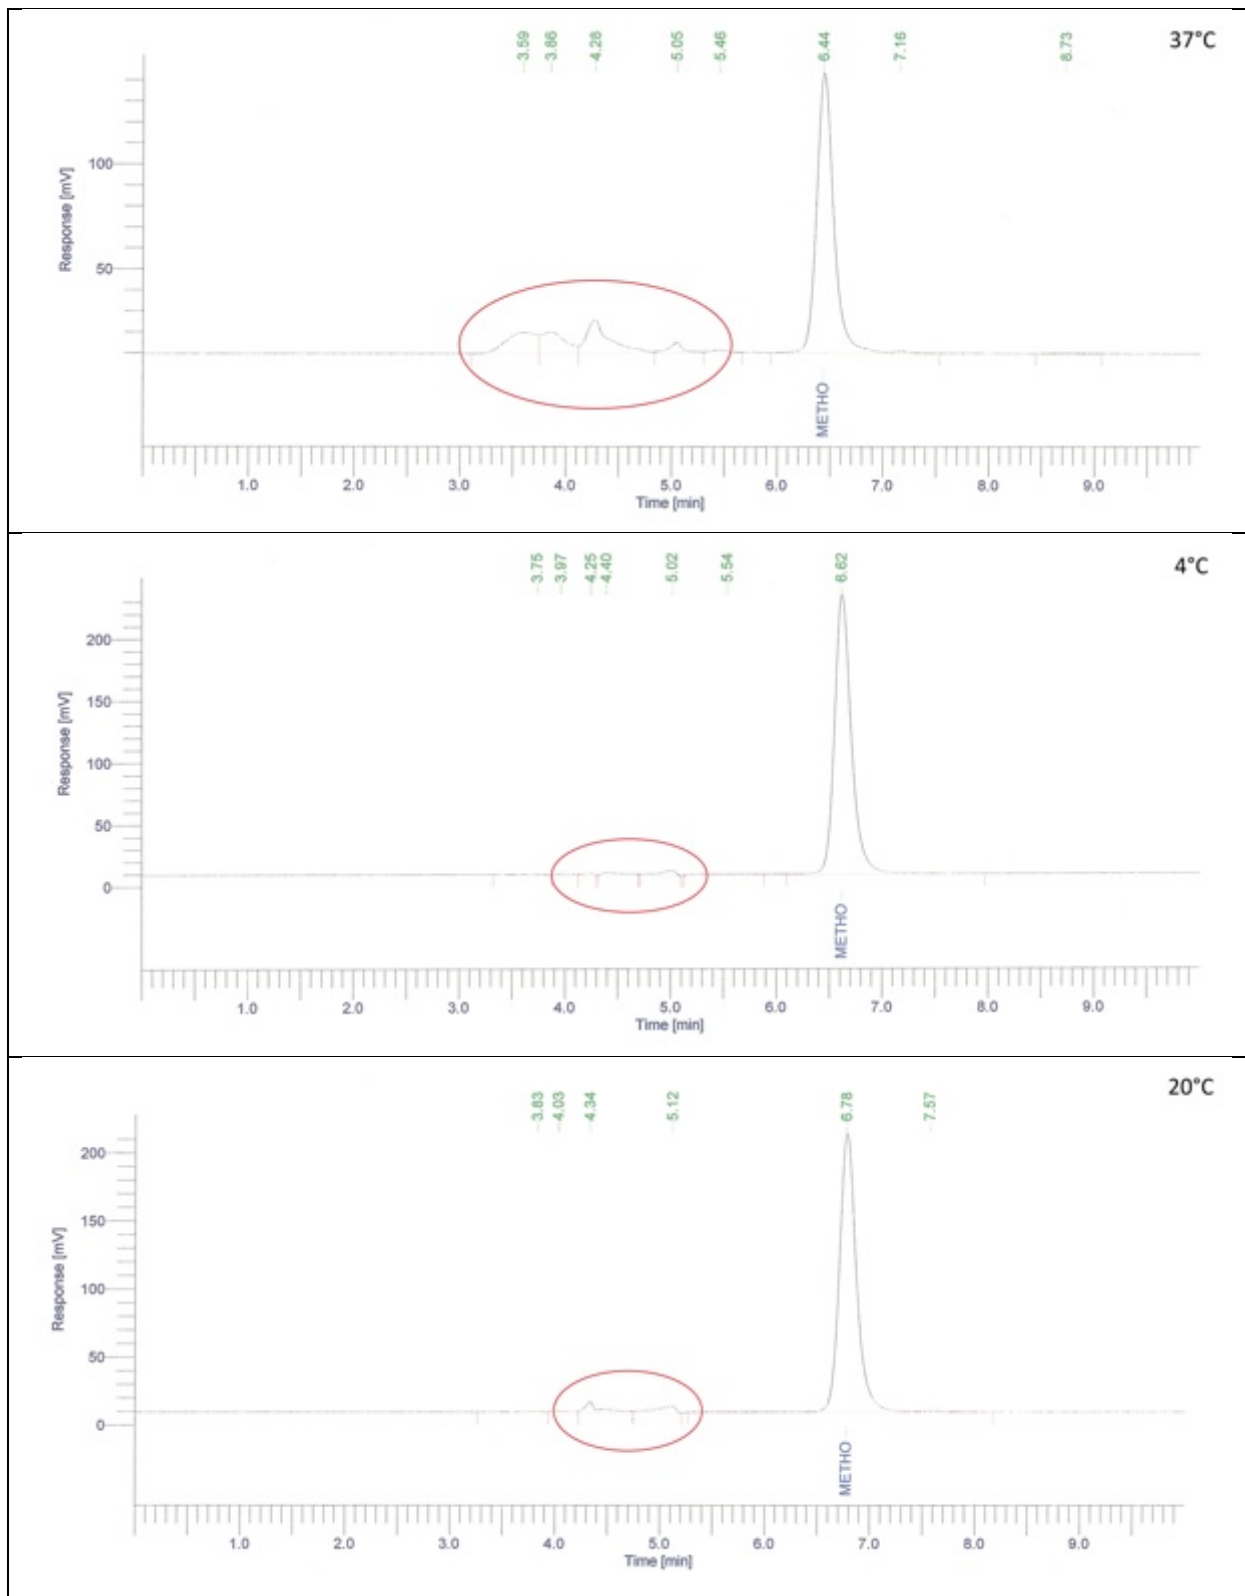 37°C
3.59 3.86 4.28 5.05 5.46 6.44 7.16 8.73
Response [mV]
100
50
METHO
1.0 2.0 3.0 4.0 5.0 6.0 7.0 8.0 9.0
Time [min]
4°C
3.75 3.97 4.25 4.40 5.02 5.54 6.62
Response [mV]
200
150
100
50
0
METHO
1.0 2.0 3.0 4.0 5.0 6.0 7.0 8.0 9.0
Time [min]
20°C
3.83 4.03 4.34 5.12 6.78 7.57
Response [mV]
200
150
100
50
0
METHO
1.0 2.0 3.0 4.0 5.0 6.0 7.0 8.0 9.0
Time [min]